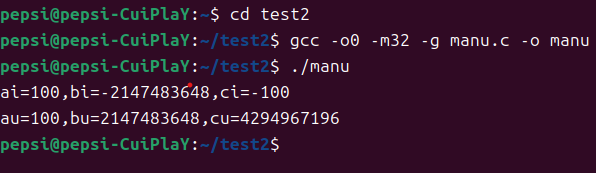 pepsi@pepsi-CuiPlaY:~$ cd test2
pepsi@pepsi-CuiPlaY:~/test2$ gcc -o0 -m32 -g manu.c -o manu
pepsi@pepsi-CuiPlaY:~/test2$ ./manu
ai=100,bi=-2147483648,ci=-100
au=100,bu=2147483648,cu=4294967196
pepsi@pepsi-CuiPlaY:~/test2$